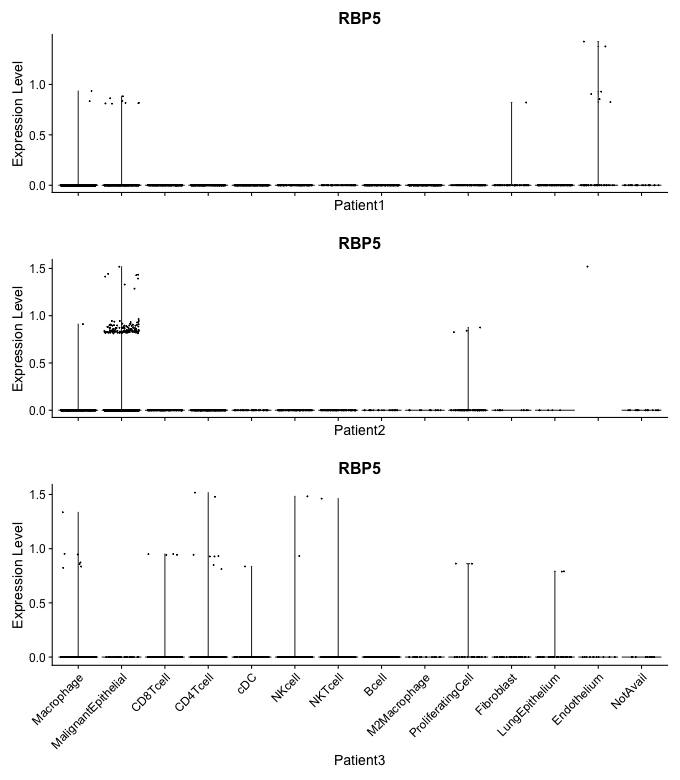 RBP5
Expression Level
1.0
0.5
0.0
Patient1
RBP5
Expression Level
1.5
1.0
0.5
0.0
Patient2
RBP5
Expression Level
1.5
1.0
0.5
0.0
Macrophage
MalignantEpithelial
CD8Tcell
CD4Tcell
cDC
NKcell
NKTcell
Bcell
M2Macrophage
ProliferatingCell
Fibroblast
LungEpithelium
Endothelium
NotAvail
Patient3